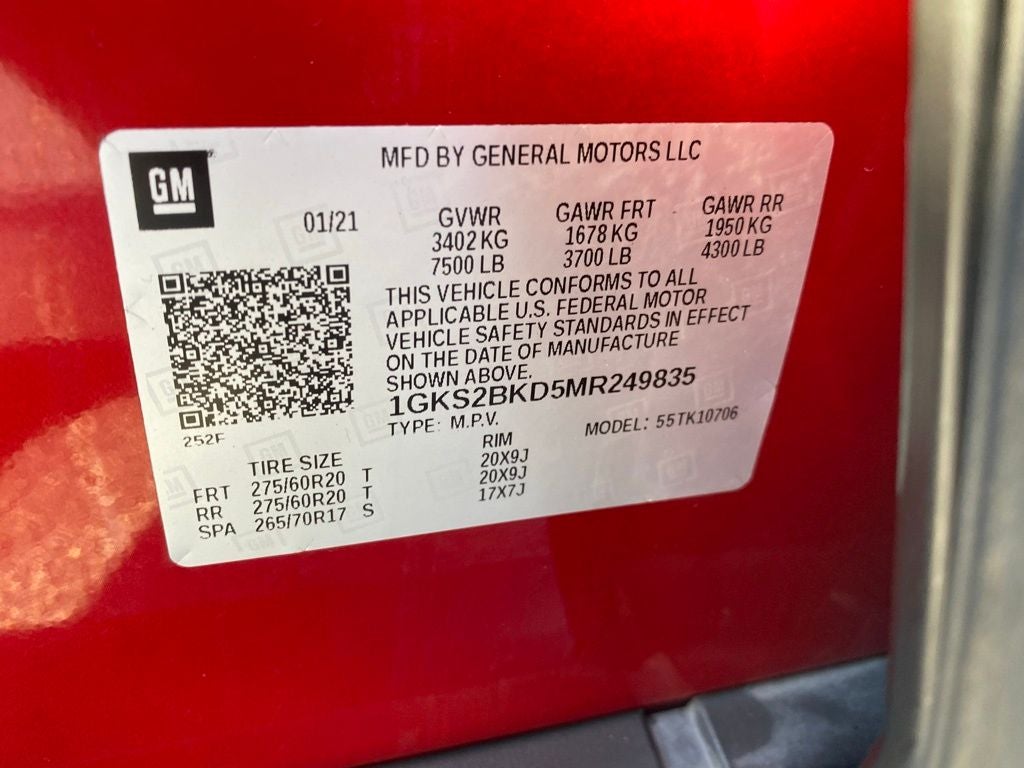 GM
MFD BY GENERAL MOTORS LLC
01/21
GVWR
3402 KG
7500 LB
GAWR FRT
1678 KG
3700 LB
GAWR RR
1950 KG
4300 LB
THIS VEHICLE CONFORMS TO ALL
APPLICABLE U.S. FEDERAL MOTOR
VEHICLE SAFETY STANDARDS IN EFFECT
ON THE DATE OF MANUFACTURE
SHOWN ABOVE.
1GKS2BKD5MR249835
TYPE: M.P.V.
MODEL: 55TK10706
252F
TIRE SIZE
RIM
FRT 275/60R20 T 20X9J
RR 275/60R20 T 20X9J
SPA 265/70R17 S 17X7J